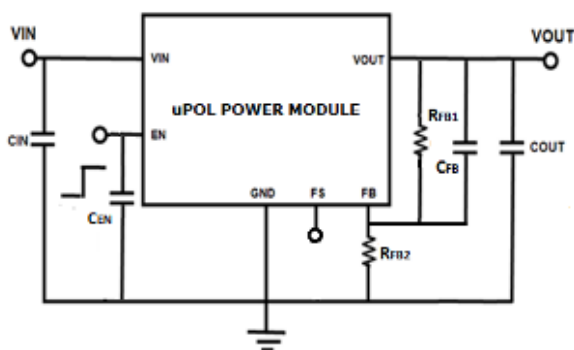 VIN
VOUT
VIN
VOUT
uPOL POWER MODULE
RFB1
CIN
EN
CFB
COUT
CEN
GND
FS
FB
RFB2